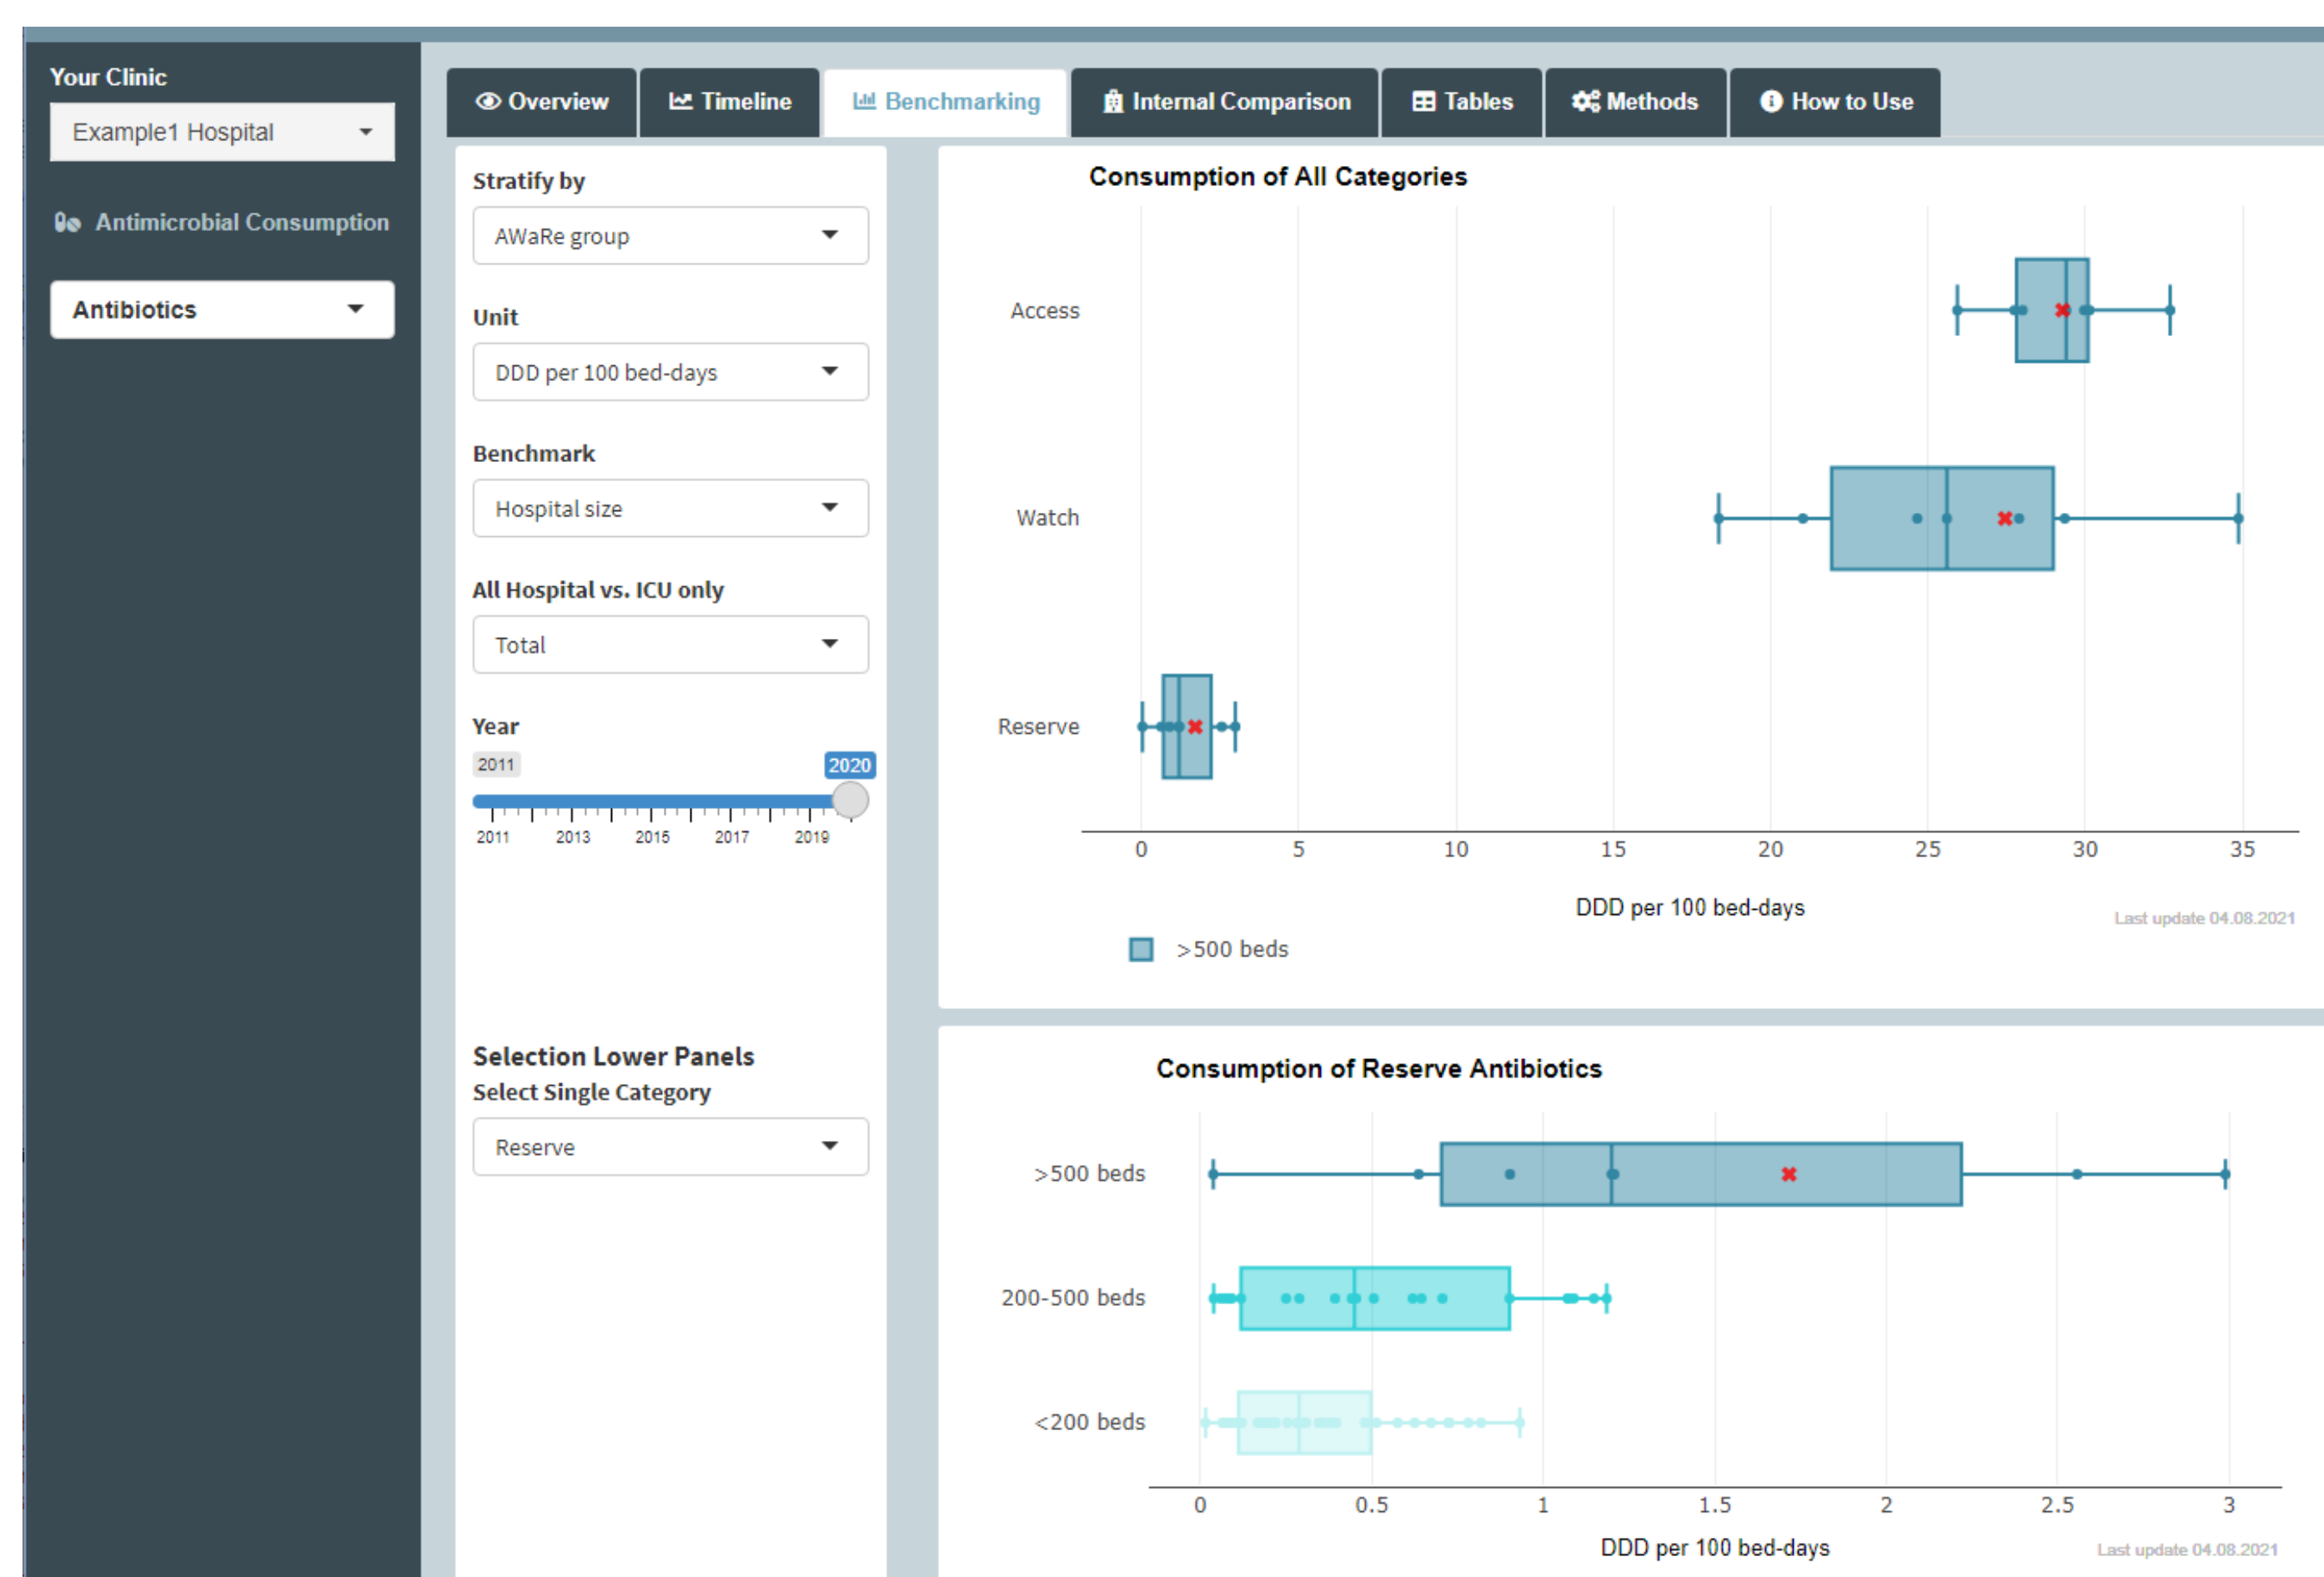 Your Clinic
Example1 Hospital
Antimicrobial Consumption
Antibiotics
Overview
Timeline
Benchmarking
Internal Comparison
Tables
Methods
How to Use
Stratify by
AWaRe group
Unit
DDD per 100 bed-days
Benchmark
Hospital size
All Hospital vs. ICU only
Total
Year
2011
2020
2011 2013 2015 2017 2019
Selection Lower Panels
Select Single Category
Reserve
Consumption of All Categories
Access
Watch
Reserve
0 5 10 15 20 25 30 35
DDD per 100 bed-days
Last update 04.08.2021
>500 beds
Consumption of Reserve Antibiotics
>500 beds
200-500 beds
<200 beds
0 0.5 1 1.5 2 2.5 3
DDD per 100 bed-days
Last update 04.08.2021